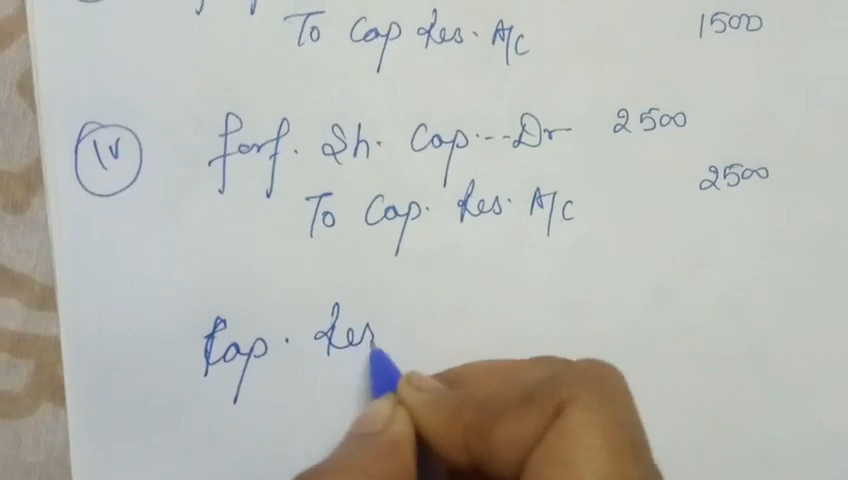 To Cap Res. A/C 1500
(iv) forf. Sh. Cap...Dr 2500
To Cap. Res. A/C 2500
Cap. Res